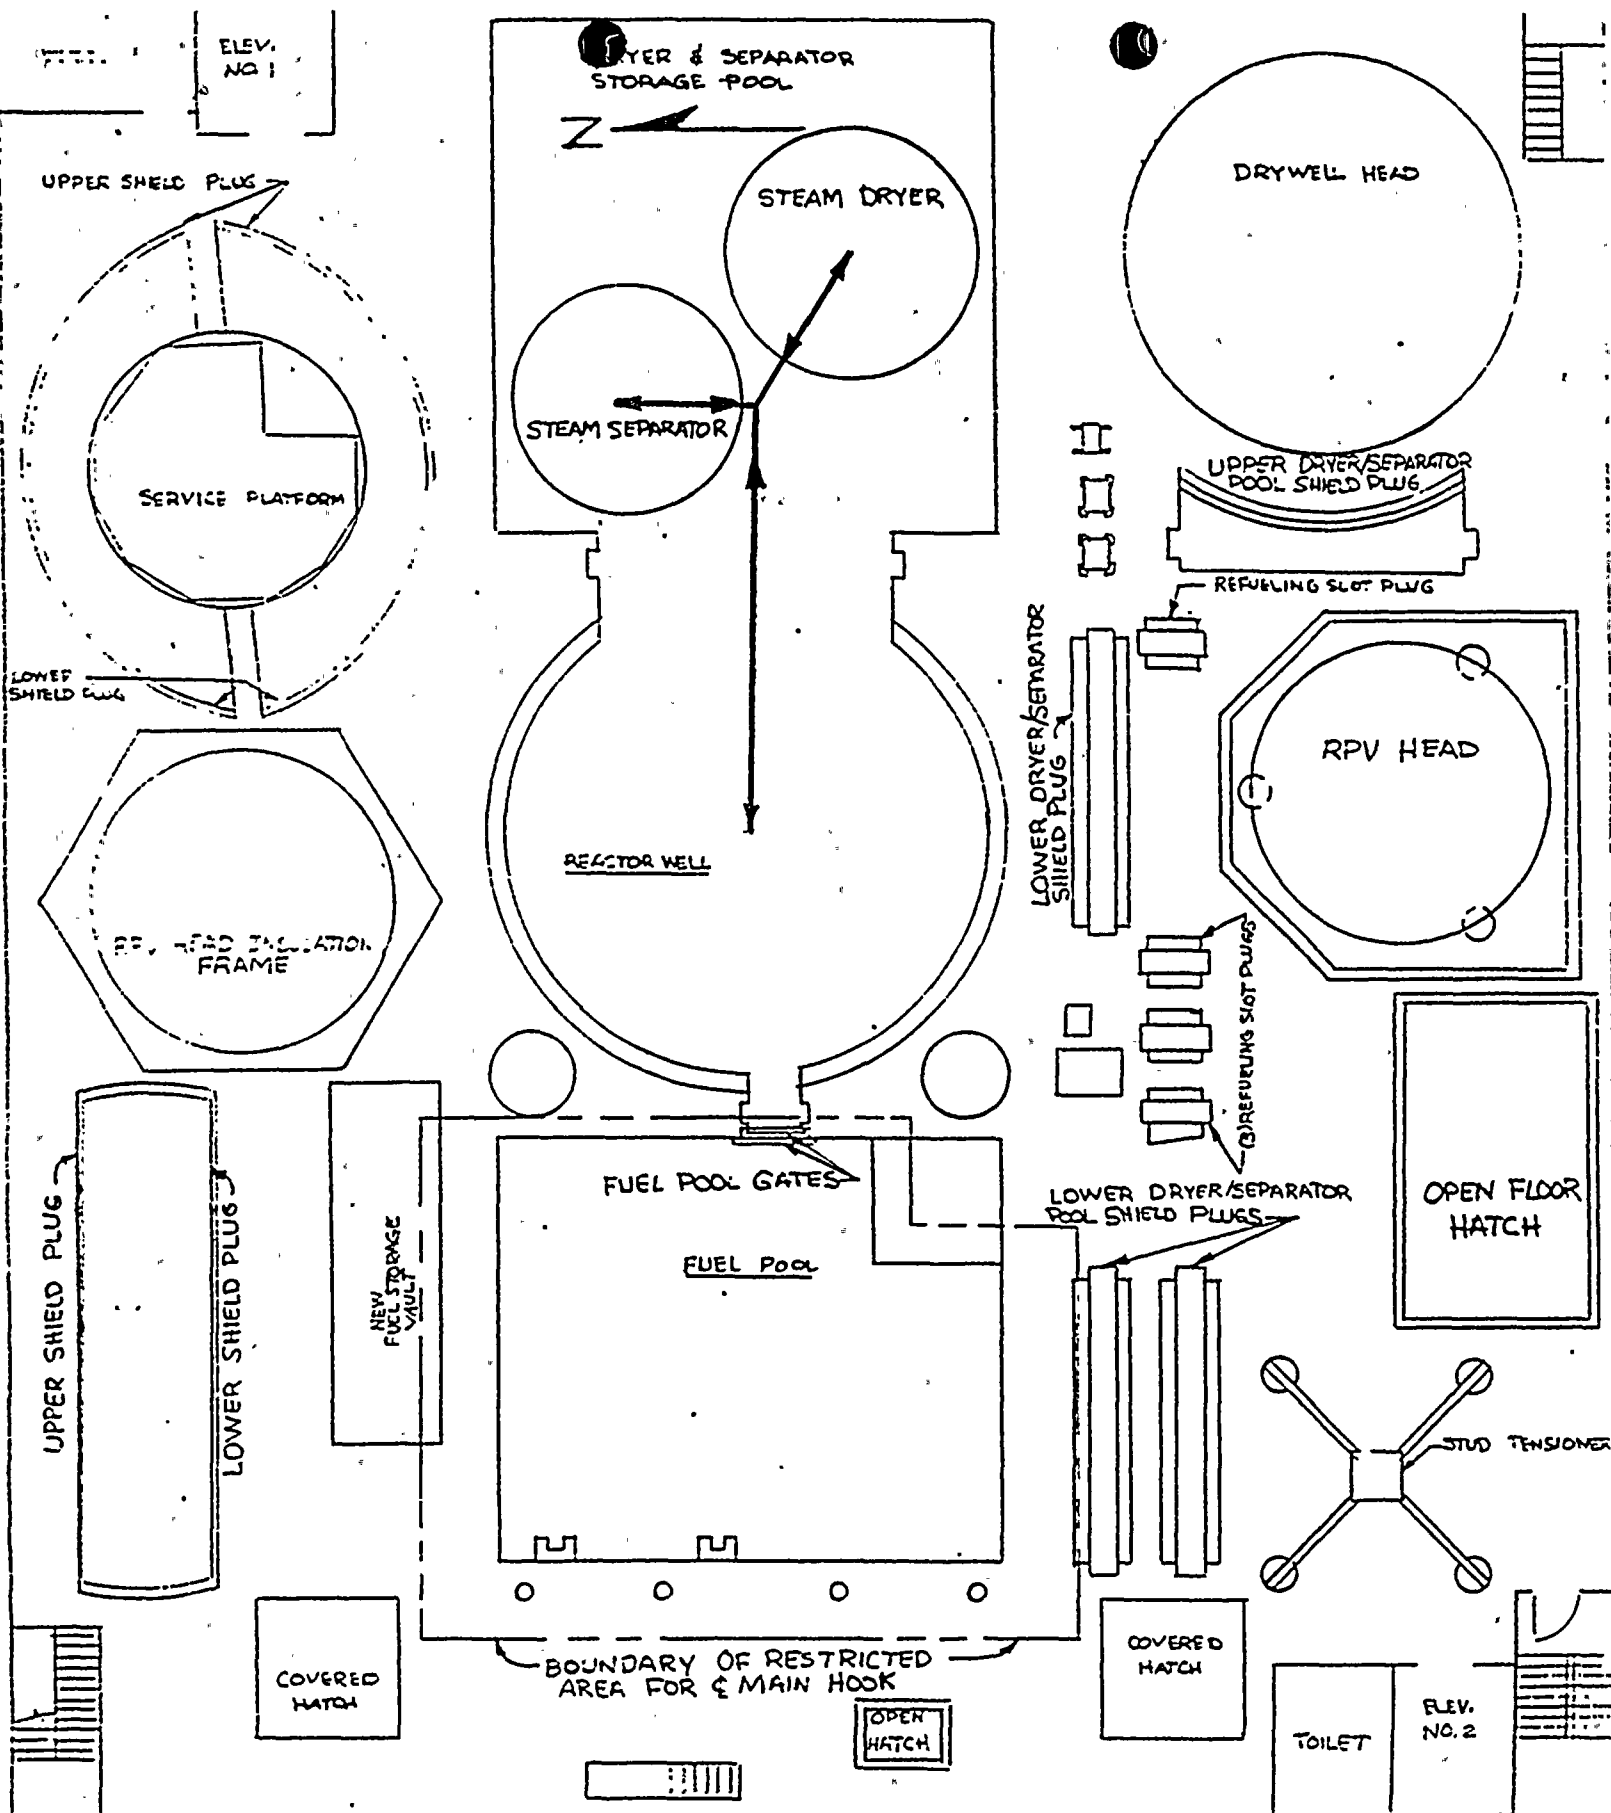 ELEV.
NO 1
RYER & SEPARATOR
STORAGE POOL
N
STEAM DRYER
DRYWELL HEAD
UPPER SHIELD PLUG
STEAM SEPARATOR
SERVICE PLATFORM
UPPER DRYER/SEPARATOR
POOL SHIELD PLUG
REFUELING SLOT PLUG
LOWER DRYER/SEPARATOR
SHIELD PLUG
LOWER
SHIELD PLUG
RPV HEAD
REACTOR WELL
RPV HEAD INSULATION
FRAME
(3) REFUELING SLOT PLUGS
UPPER SHIELD PLUG
LOWER SHIELD PLUG
NEW
FUEL STORAGE
VAULT
FUEL POOL GATES
LOWER DRYER/SEPARATOR
POOL SHIELD PLUGS
OPEN FLOOR
HATCH
FUEL POOL
STUD TENSIONER
BOUNDARY OF RESTRICTED
AREA FOR ℄ MAIN HOOK
COVERED
HATCH
COVERED
HATCH
OPEN
HATCH
TOILET
ELEV.
NO. 2